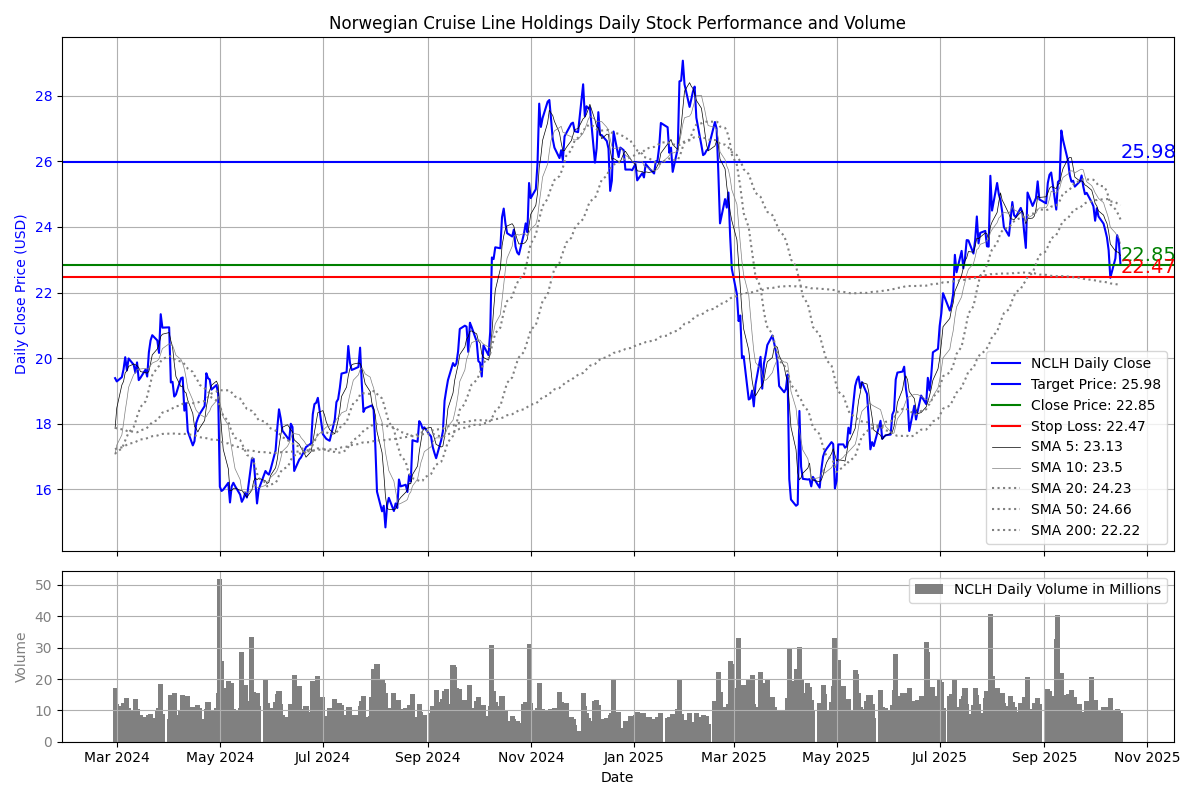 Norwegian Cruise Line Holdings Daily Stock Performance and Volume
Daily Close Price (USD)
28
26
24
22
20
18
16
25.98
22.85
22.47
NCLH Daily Close
Target Price: 25.98
Close Price: 22.85
Stop Loss: 22.47
SMA 5: 23.13
SMA 10: 23.5
SMA 20: 24.23
SMA 50: 24.66
SMA 200: 22.22
Volume
50
40
30
20
10
0
NCLH Daily Volume in Millions
Mar 2024 May 2024 Jul 2024 Sep 2024 Nov 2024 Jan 2025 Mar 2025 May 2025 Jul 2025 Sep 2025 Nov 2025
Date